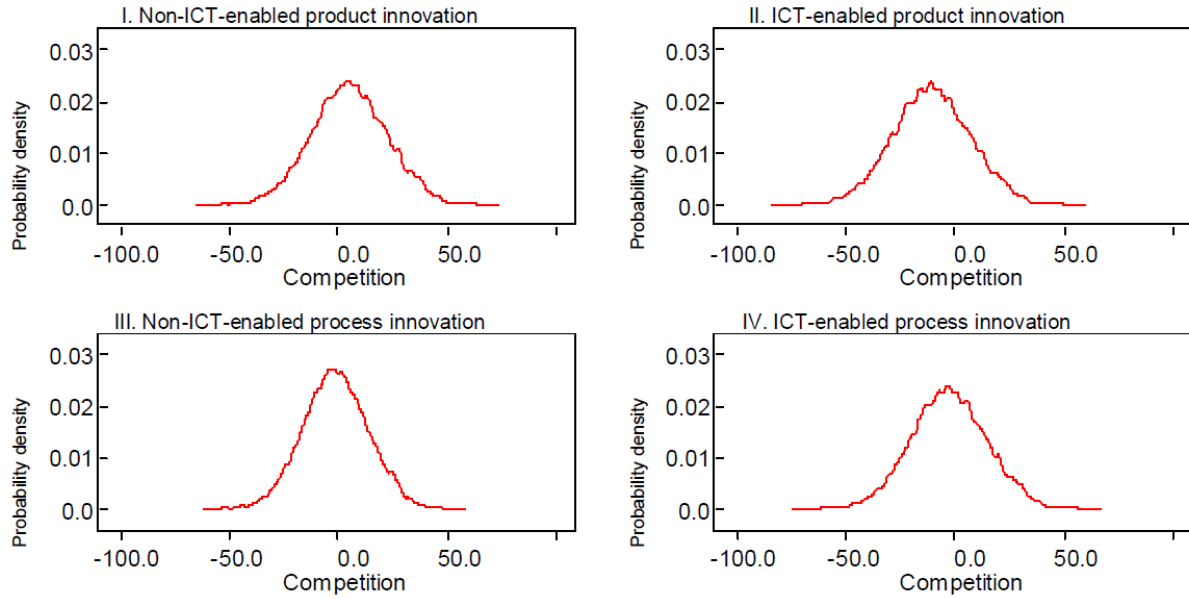 I. Non-ICT-enabled product innovation
Probability density
0.03
0.02
0.01
0.0
-100.0 -50.0 0.0 50.0
Competition
II. ICT-enabled product innovation
Probability density
0.03
0.02
0.01
0.0
-100.0 -50.0 0.0 50.0
Competition
III. Non-ICT-enabled process innovation
Probability density
0.03
0.02
0.01
0.0
-100.0 -50.0 0.0 50.0
Competition
IV. ICT-enabled process innovation
Probability density
0.03
0.02
0.01
0.0
-100.0 -50.0 0.0 50.0
Competition